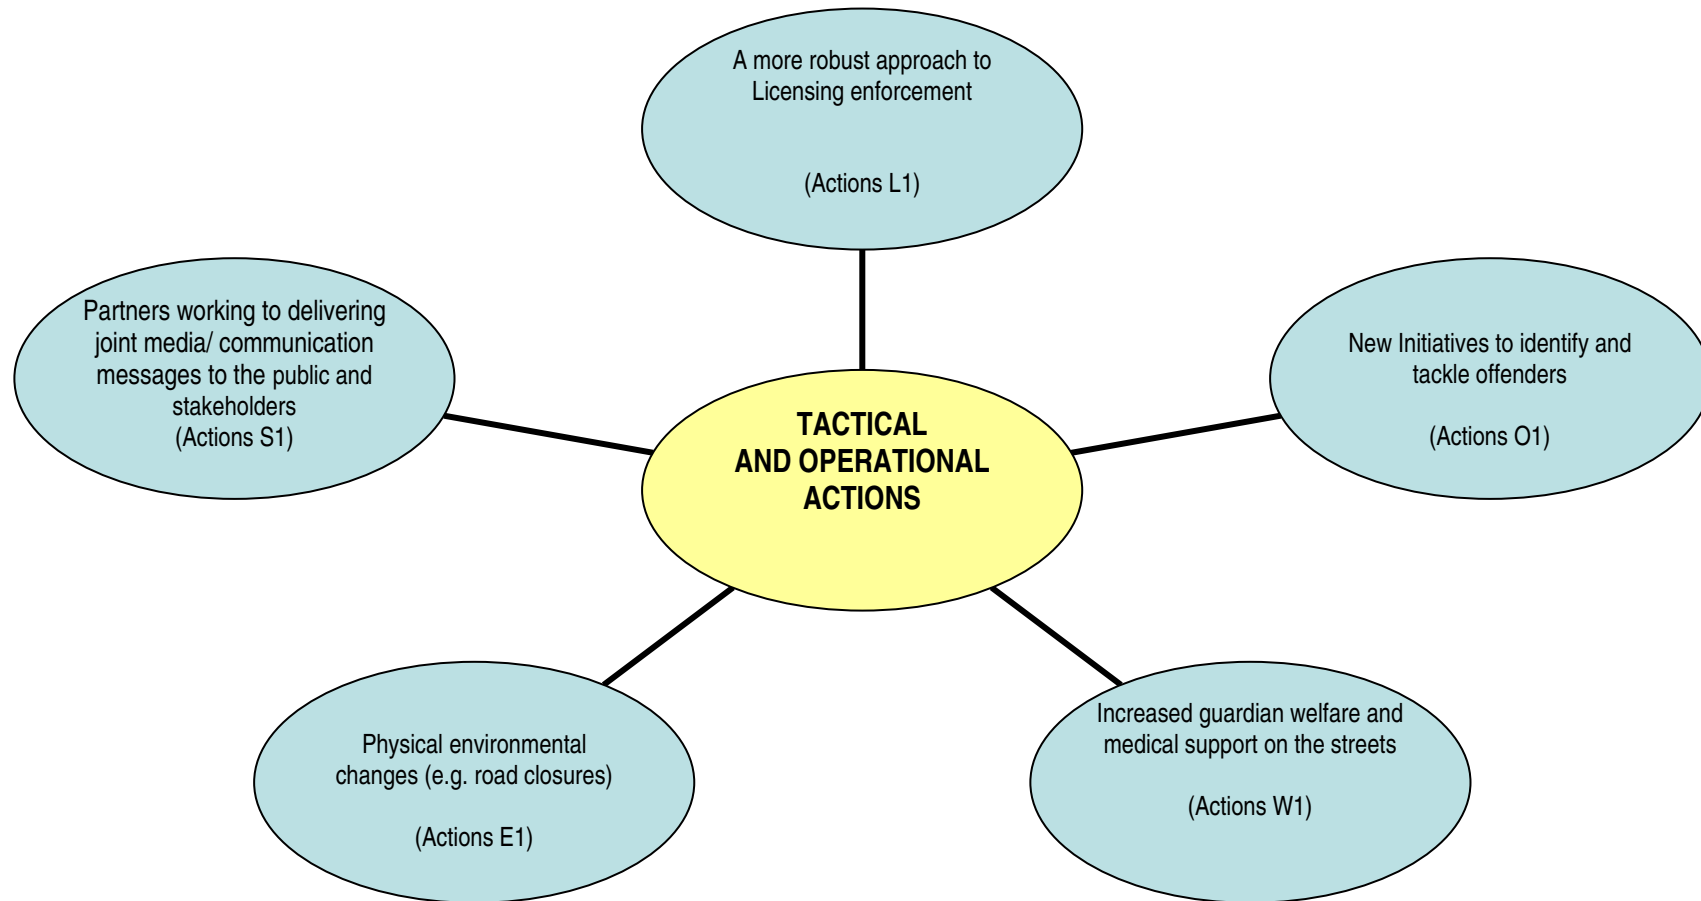 A more robust approach to
Licensing enforcement
(Actions L1)
Partners working to delivering
joint media/ communication
messages to the public and
stakeholders
(Actions S1)
New Initiatives to identify and
tackle offenders
(Actions O1)
TACTICAL
AND OPERATIONAL
ACTIONS
Physical environmental
changes (e.g. road closures)
(Actions E1)
Increased guardian welfare and
medical support on the streets
(Actions W1)